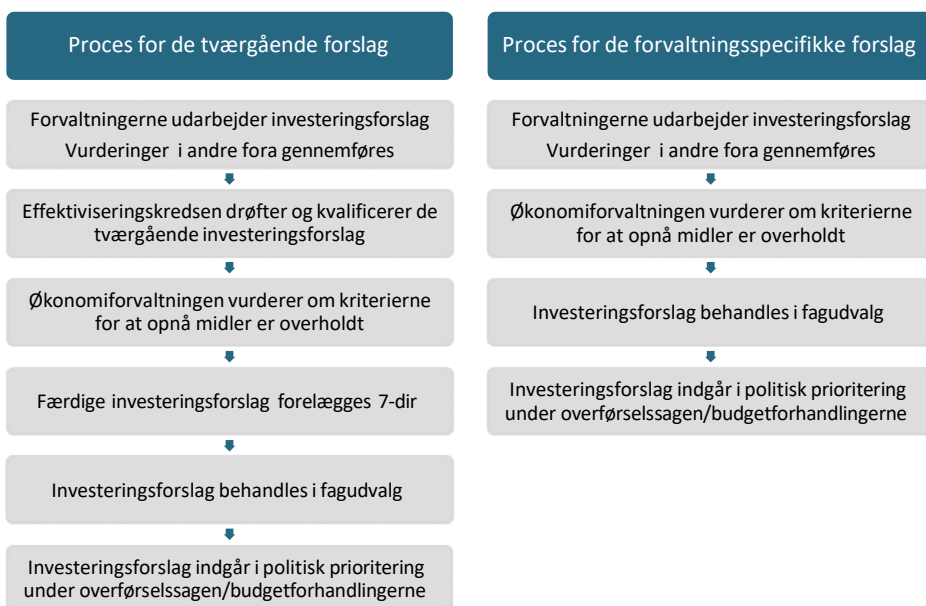 Proces for de tværgående forslag
Forvaltningerne udarbejder investeringsforslag
Vurderinger i andre fora gennemføres
Effektiviseringskredsen drøfter og kvalificerer de
tværgående investeringsforslag
Økonomiforvaltningen vurderer om kriterierne
for at opnå midler er overholdt
Færdige investeringsforslag forelægges 7-dir
Investeringsforslag behandles i fagudvalg
Investeringsforslag indgår i politisk prioritering
under overførselssagen/budgetforhandlingerne
Proces for de forvaltningsspecifikke forslag
Forvaltningerne udarbejder investeringsforslag
Vurderinger i andre fora gennemføres
Økonomiforvaltningen vurderer om kriterierne
for at opnå midler er overholdt
Investeringsforslag behandles i fagudvalg
Investeringsforslag indgår i politisk prioritering
under overførselssagen/budgetforhandlingerne